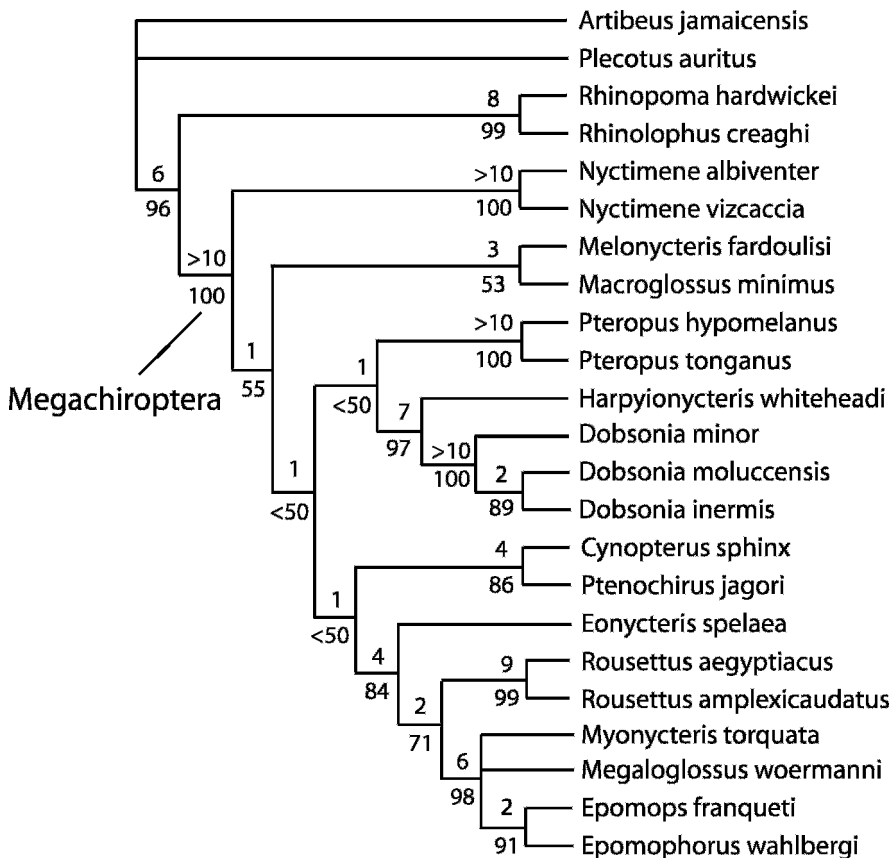 Artibeus jamaicensis
Plecotus auritus
8
Rhinopoma hardwickei
99
Rhinolophus creaghi
6
>10
Nyctimene albiventer
96
100
Nyctimene vizcaccia
>10
3
Melonycteris fardoulisi
100
53
Macroglossus minimus
>10
Pteropus hypomelanus
1
1
100
Pteropus tonganus
Megachiroptera
55
<50
7
Harpyionycteris whiteheadi
97
>10
Dobsonia minor
1
100
2
Dobsonia moluccensis
<50
89
Dobsonia inermis
4
Cynopterus sphinx
1
86
Ptenochirus jagori
<50
Eonycteris spelaea
4
9
Rousettus aegyptiacus
84
2
99
Rousettus amplexicaudatus
71
Myonycteris torquata
6
Megaloglossus woermanni
98
2
Epomops franqueti
91
Epomophorus wahlbergi